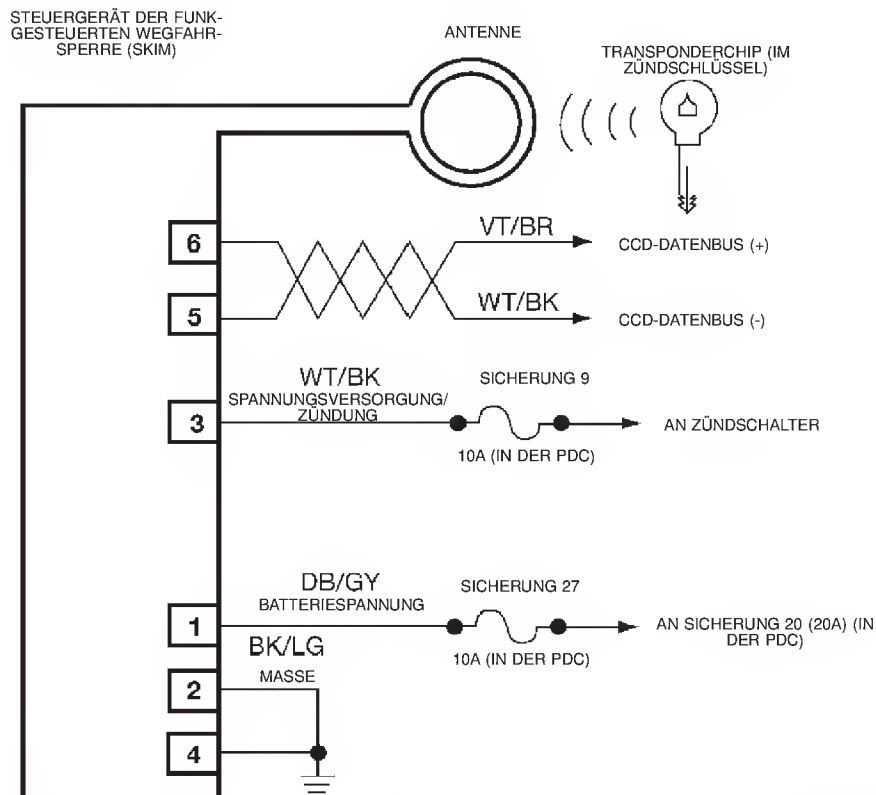 STEUERGERÄT DER FUNK-
GESTEUERTEN WEGFAHR-
SPERRE (SKIM)
ANTENNE
TRANSPONDERCHIP (IM
ZÜNDSCHLÜSSEL)
6
VT/BR
CCD-DATENBUS (+)
5
WT/BK
CCD-DATENBUS (-)
WT/BK
SPANNUNGSVERSORGUNG/
ZÜNDUNG
SICHERUNG 9
3
10A (IN DER PDC)
AN ZÜNDSCHALTER
DB/GY
BATTERIESPANNUNG
SICHERUNG 27
1
10A (IN DER PDC)
AN SICHERUNG 20 (20A) (IN
DER PDC)
BK/LG
MASSE
2
4